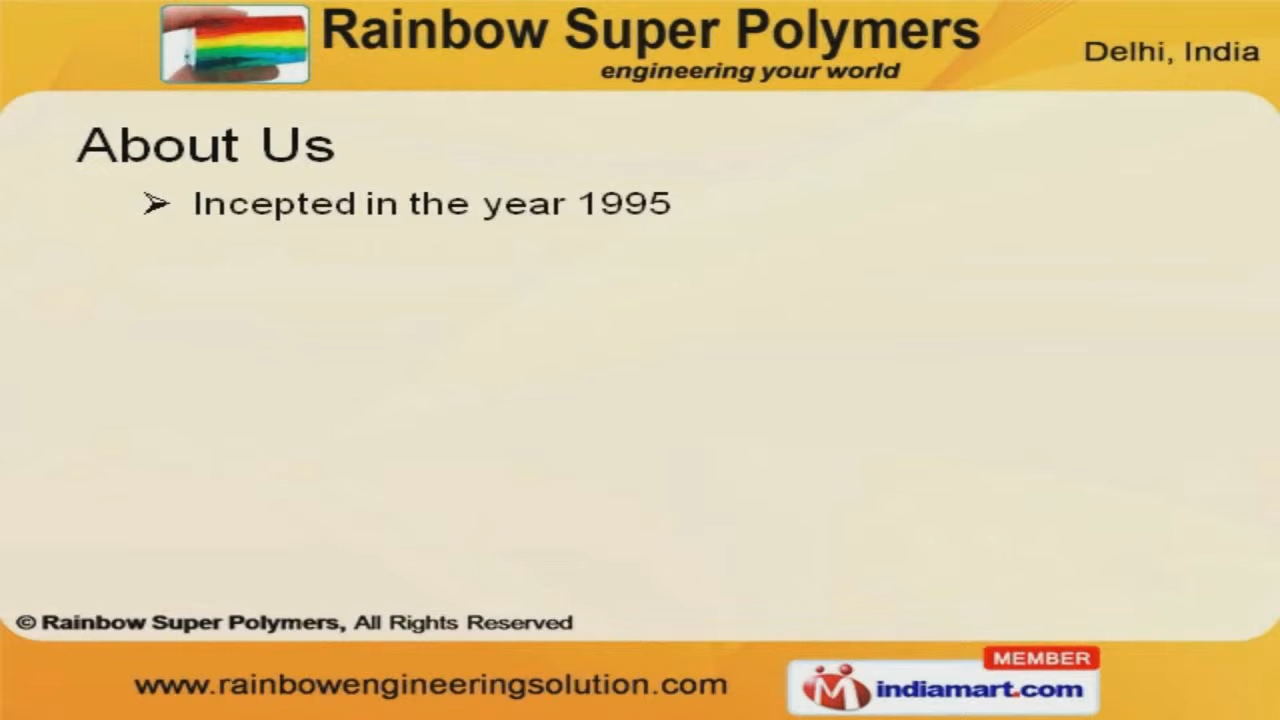 Rainbow Super Polymers
engineering your world
Delhi, India
About Us
➢ Incepted in the year 1995
© Rainbow Super Polymers, All Rights Reserved
www.rainbowengineeringsolution.com
MEMBER
indiamart.com